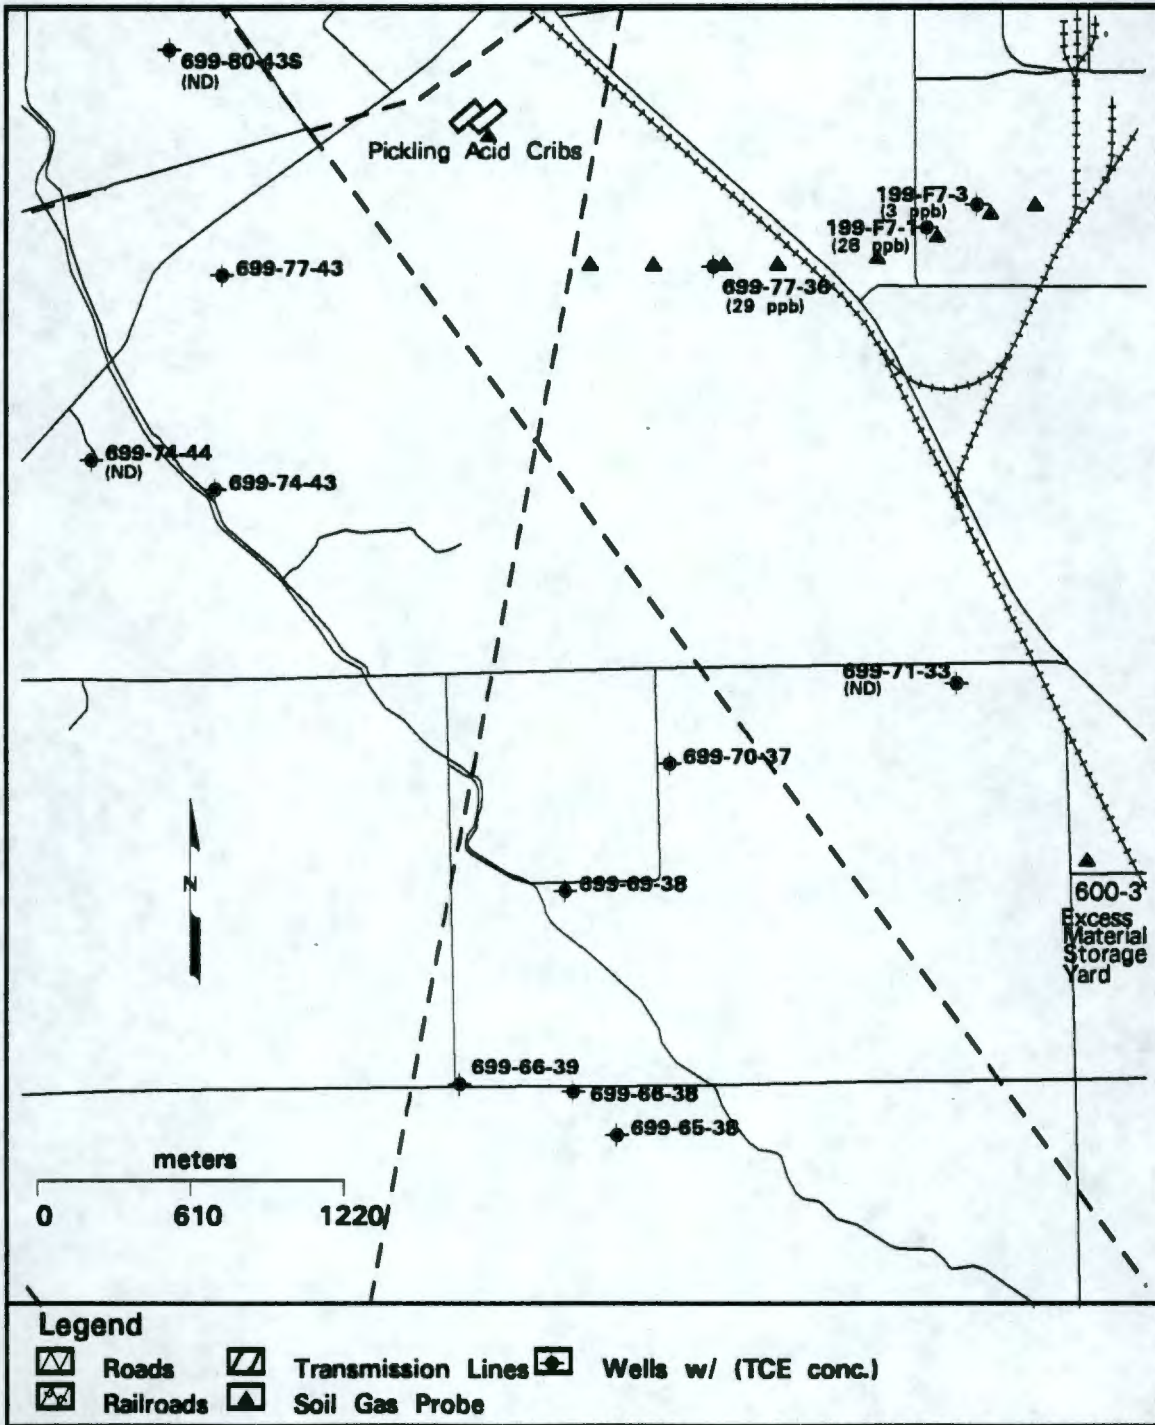 699-80-43S
(ND)
Pickling Acid Cribs
199-F7-3
(3 ppb)
199-F7-1
(28 ppb)
699-77-43
699-77-36
(29 ppb)
699-74-44
(ND)
699-74-43
699-71-33
(ND)
699-70-37
N
699-69-38
600-3
Excess
Material
Storage
Yard
699-66-39
699-66-38
699-65-38
meters
0 610 1220
Legend
Roads Transmission Lines Wells w/ (TCE conc.)
Railroads Soil Gas Probe